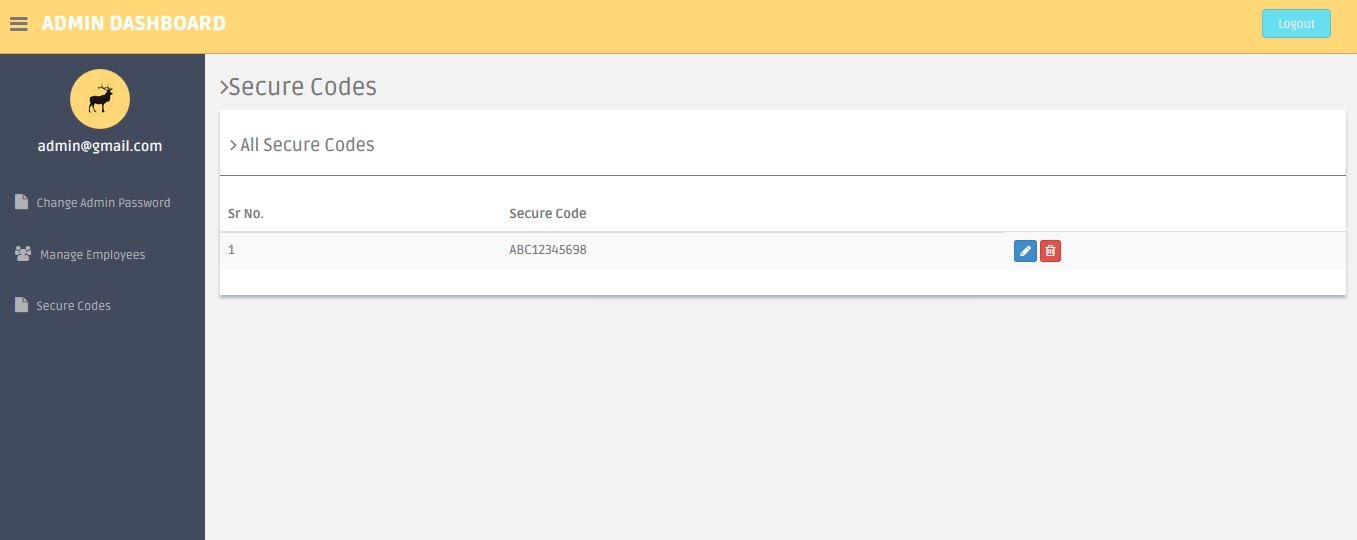 ADMIN DASHBOARD
Logout
admin@gmail.com
Change Admin Password
Manage Employees
Secure Codes
Secure Codes
All Secure Codes
Sr No. Secure Code
1 ABC12345698